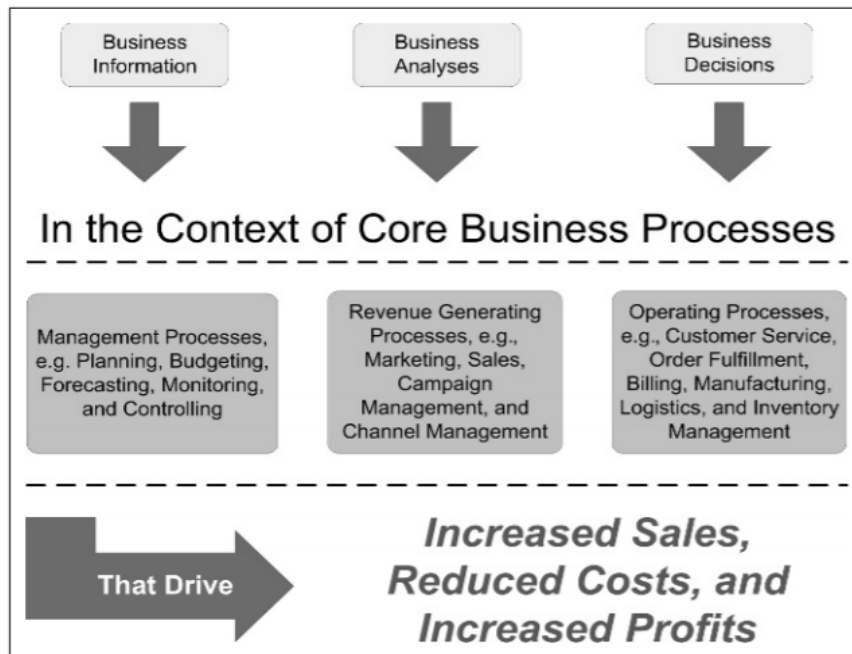 Business
Information
Business
Analyses
Business
Decisions
In the Context of Core Business Processes
Management Processes,
e.g. Planning, Budgeting,
Forecasting, Monitoring,
and Controlling
Revenue Generating
Processes, e.g.,
Marketing, Sales,
Campaign
Management, and
Channel Management
Operating Processes,
e.g., Customer Service,
Order Fulfillment,
Billing, Manufacturing,
Logistics, and Inventory
Management
That Drive
Increased Sales,
Reduced Costs, and
Increased Profits